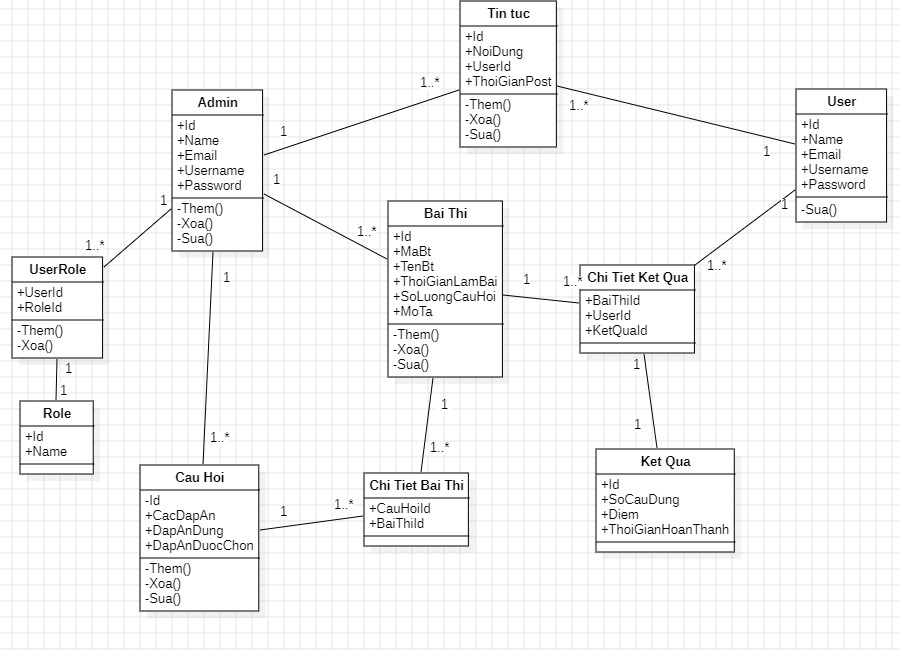 Tin tuc
+Id
+NoiDung
+UserId
+ThoiGianPost
-Them()
-Xoa()
-Sua()
Admin
+Id
+Name
+Email
+Username
+Password
-Them()
-Xoa()
-Sua()
User
+Id
+Name
+Email
+Username
+Password
-Sua()
1..*
1
1..*
1
1
1..*
1
1..*
1
1..*
UserRole
+UserId
+RoleId
-Them()
-Xoa()
1
1
Role
+Id
+Name
Bai Thi
+Id
+MaBt
+TenBt
+ThoiGianLamBai
+SoLuongCauHoi
+MoTa
-Them()
-Xoa()
-Sua()
1
1..*
Chi Tiet Ket Qua
+BaiThiId
+UserId
+KetQuaId
1
1
Ket Qua
+Id
+SoCauDung
+Diem
+ThoiGianHoanThanh
1
1..*
Cau Hoi
-Id
+CacDapAn
+DapAnDung
+DapAnDuocChon
-Them()
-Xoa()
-Sua()
1
1..*
1
1..*
Chi Tiet Bai Thi
+CauHoiId
+BaiThiId